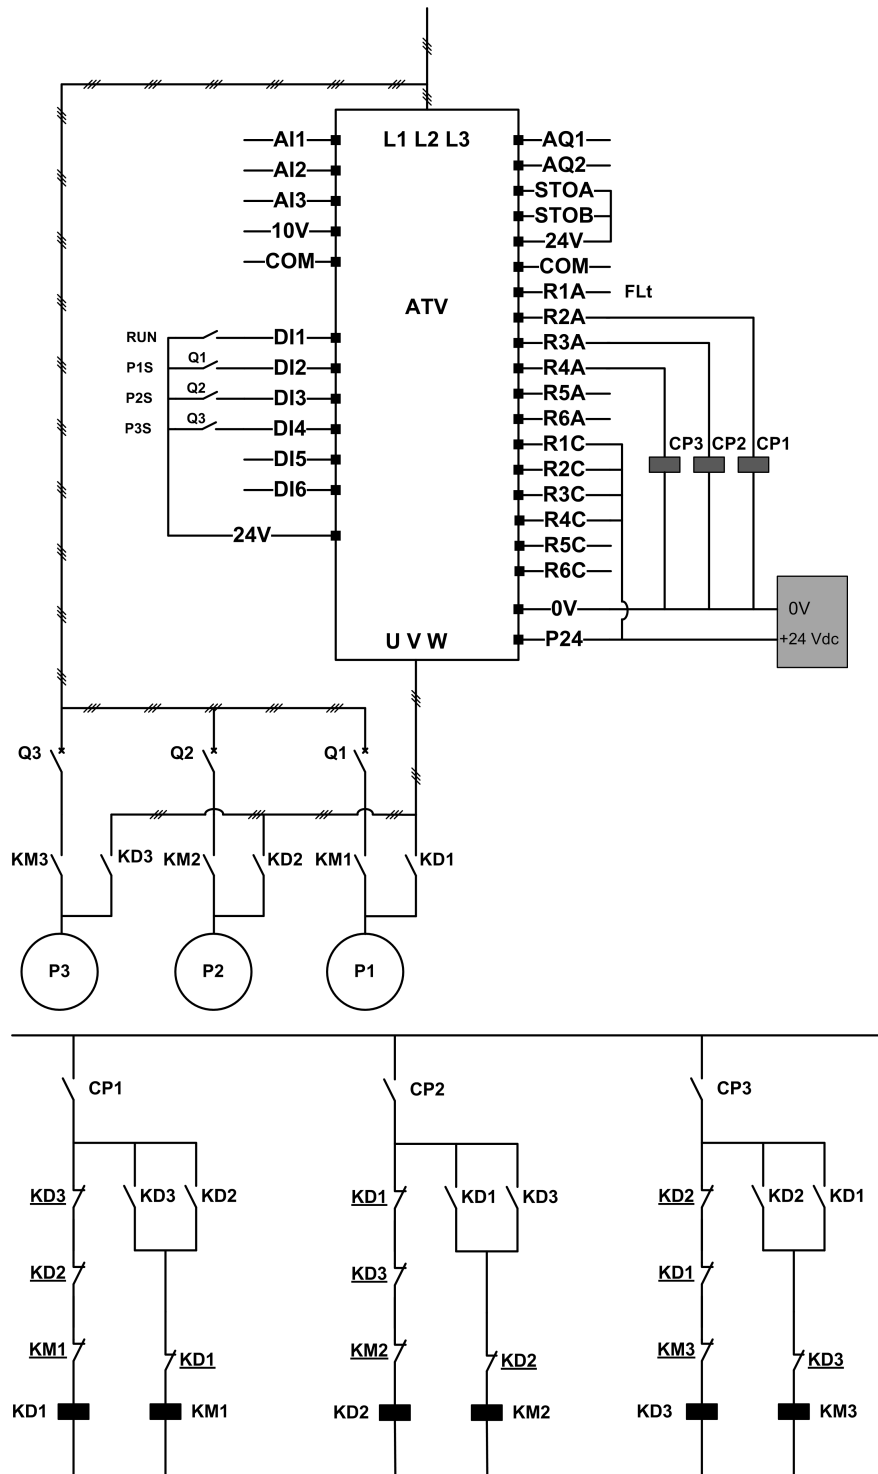 L1 L2 L3
AI1
AI2
AI3
10V
COM
AQ1
AQ2
STOA
STOB
24V
COM
ATV
R1A FLt
R2A
R3A
R4A
R5A
R6A
R1C
R2C
R3C
R4C
R5C
R6C
0V
P24
RUN DI1
P1S Q1 DI2
P2S Q2 DI3
P3S Q3 DI4
DI5
DI6
24V
CP3 CP2 CP1
0V
+24 Vdc
U V W
Q3 Q2 Q1
KM3 KD3 KM2 KD2 KM1 KD1
P3 P2 P1
CP1 CP2 CP3
KD3 KD3 KD2 KD1 KD1 KD3 KD2 KD2 KD1
KD2 KD3 KD1
KM1 KD1 KM2 KD2 KM3 KD3
KD1 KM1 KD2 KM2 KD3 KM3